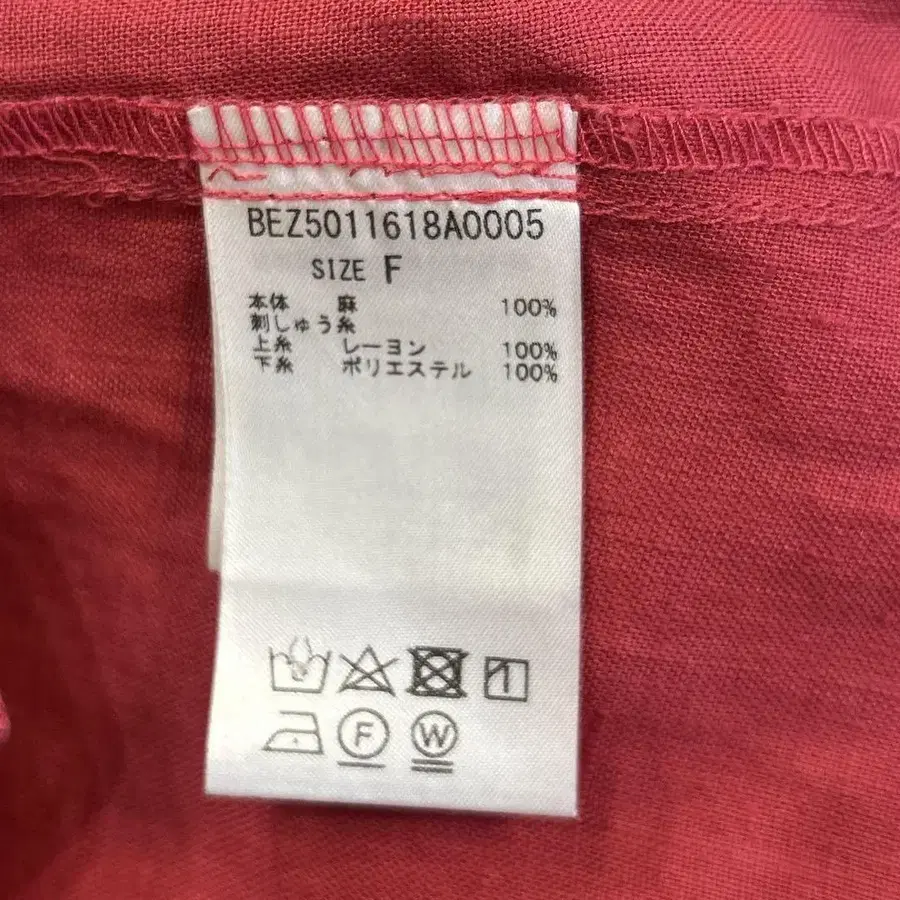 BEZ5011618A0005
SIZE F
本体 麻 100%
刺しゅう糸
上糸 レーヨン 100%
下糸 ポリエステル 100%
F W